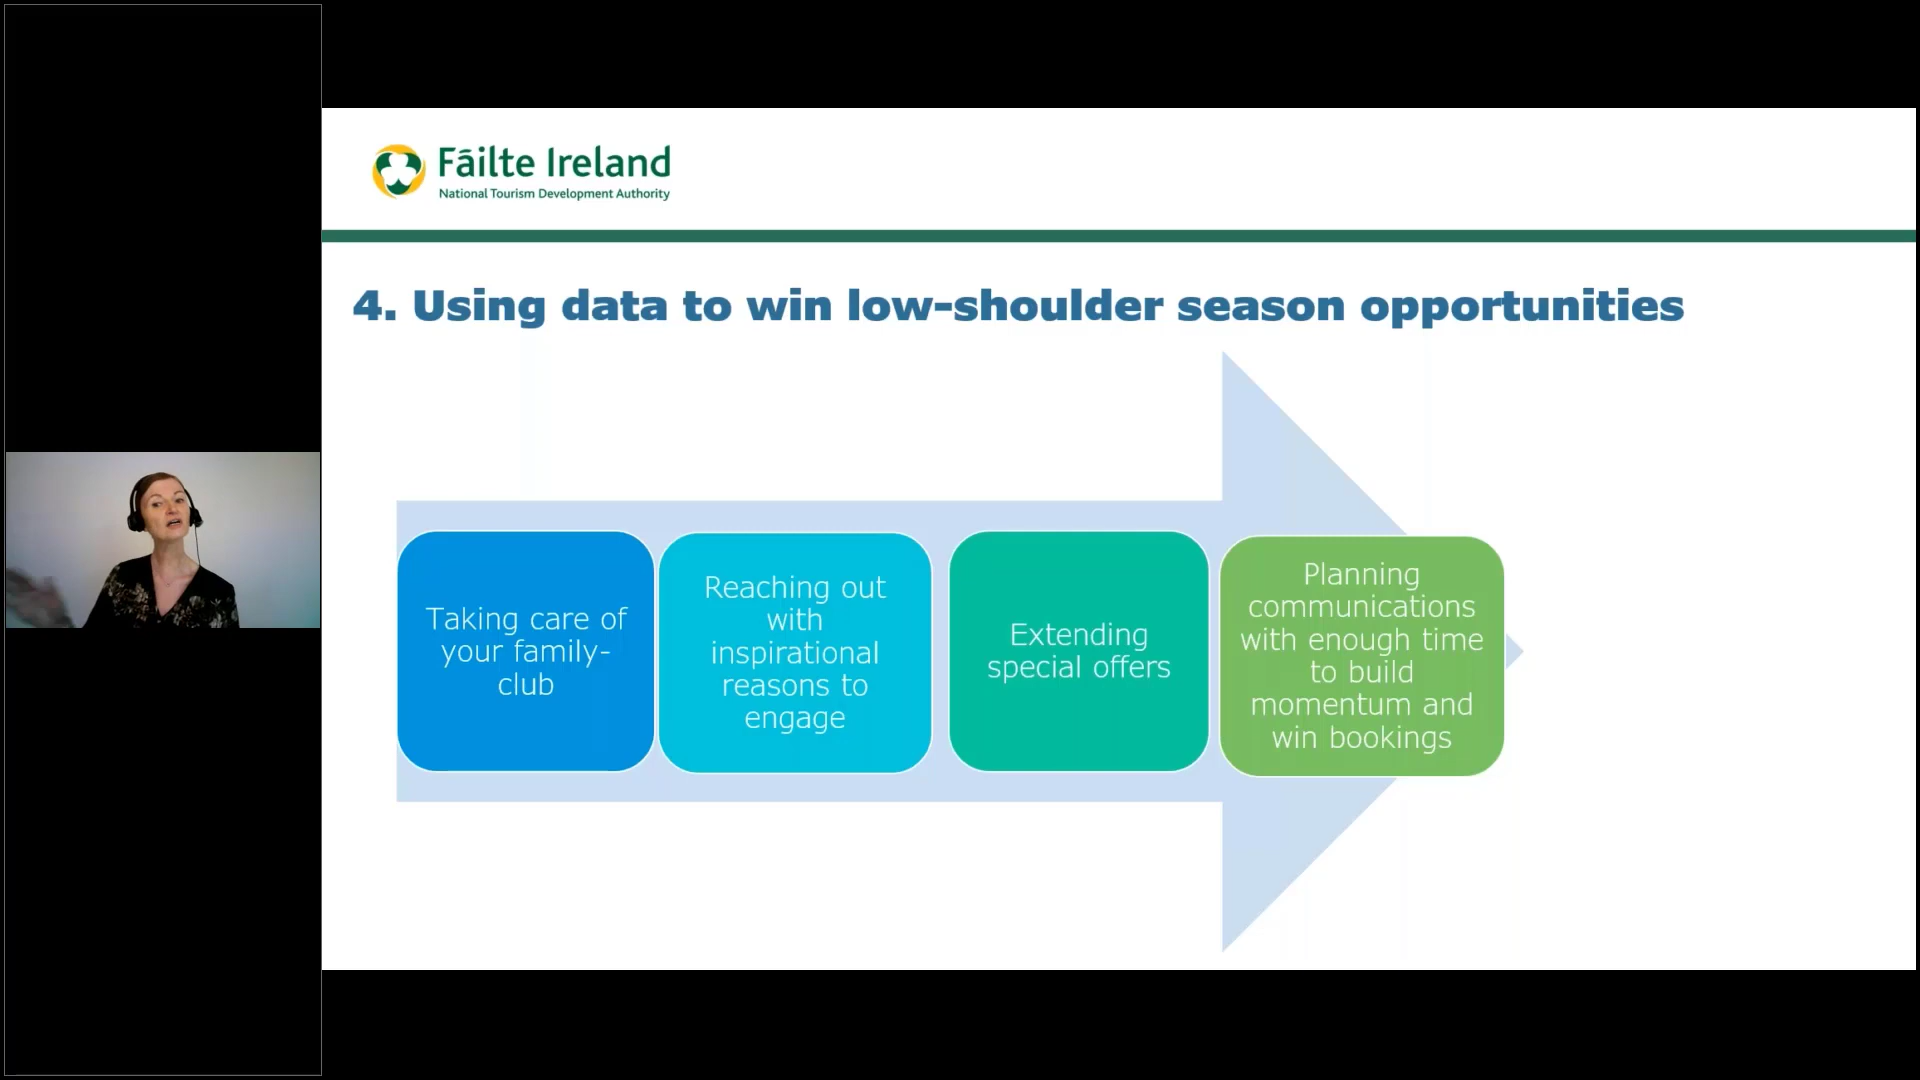 Fáilte Ireland
National Tourism Development Authority
4. Using data to win low-shoulder season opportunities
Taking care of
your family-
club
Reaching out
with
inspirational
reasons to
engage
Extending
special offers
Planning
communications
with enough time
to build
momentum and
win bookings